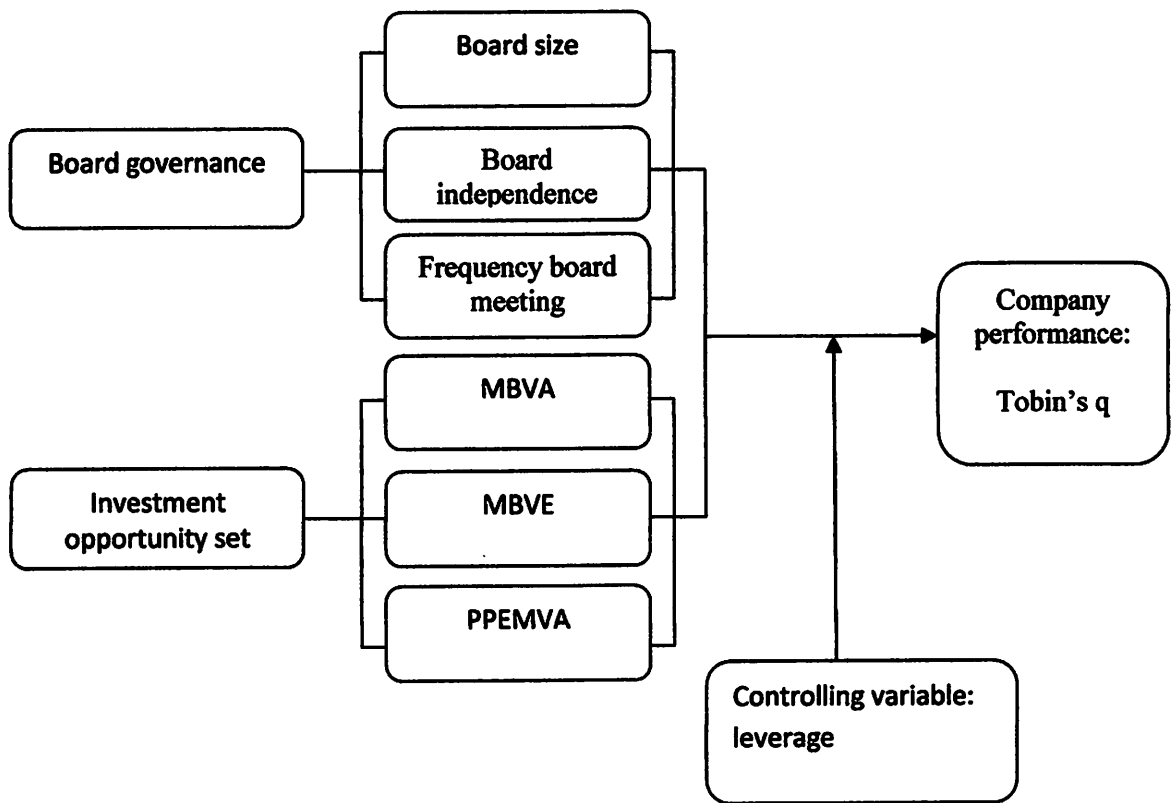 Board size
Board governance
Board
independence
Frequency board
meeting
MBVA
Investment
opportunity set
MBVE
PPEMVA
Company
performance:
Tobin's q
Controlling variable:
leverage